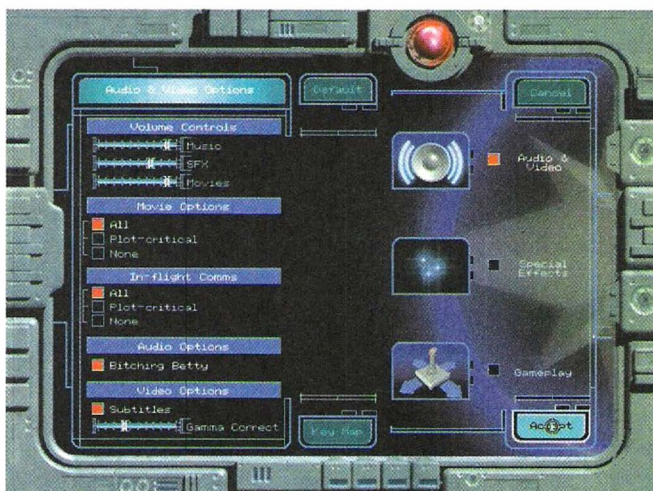 Audio & Video Options
Default
Cancel
Volume Controls
Music
SFX
Movies
Movie Options
All
Plot-critical
None
In-flight Comms
All
Plot-critical
None
Audio Options
Bitching Betty
Video Options
Subtitles
Gamma Correct
Audio &
Video
Special
Effects
Gameplay
Key Map
Accept